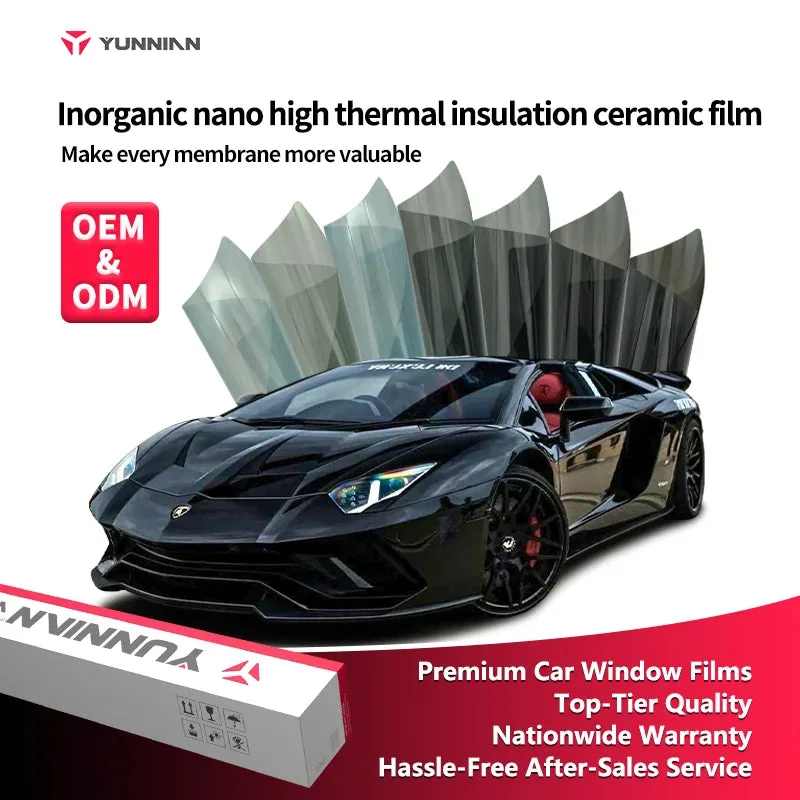 YUNNIAN
Inorganic nano high thermal insulation ceramic film
Make every membrane more valuable
OEM
&
ODM
YUNNIAN
Premium Car Window Films
Top-Tier Quality
Nationwide Warranty
Hassle-Free After-Sales Service